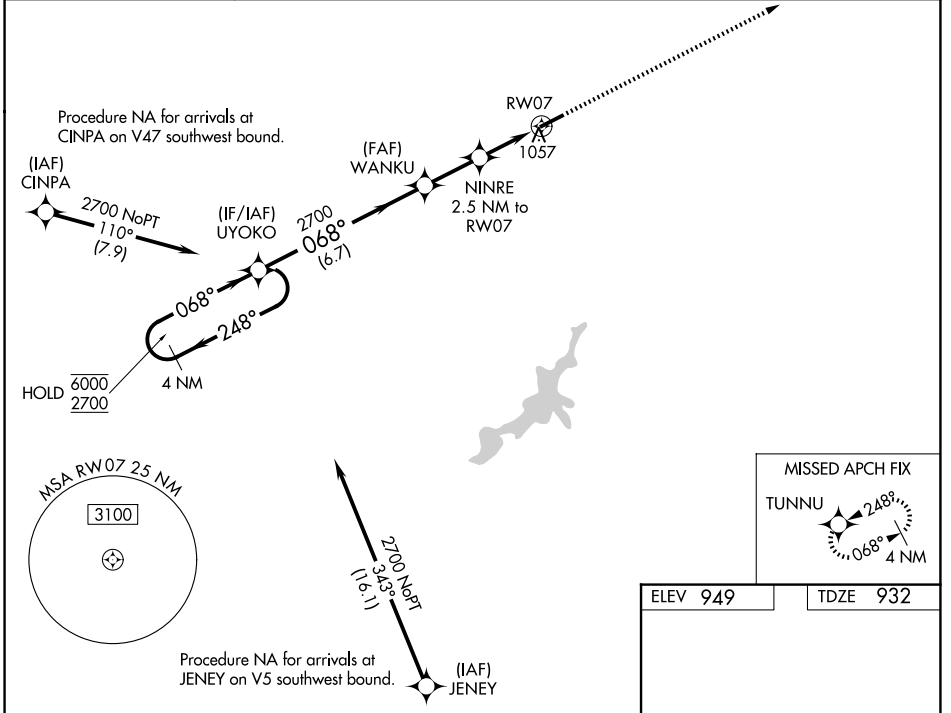 RW07
1057
Procedure NA for arrivals at
CINPA on V47 southwest bound.
(IAF)
CINPA
2700 NoPT
110°
(7.9)
(FAF)
WANKU
NINRE
2.5 NM to
RW07
(IF/IAF)
UYOKO
2700
068°
(6.7)
068°
248°
4 NM
HOLD 6000
2700
MSA RW07 25 NM
3100
2700 NoPT
343°
(16.1)
Procedure NA for arrivals at
JENEY on V5 southwest bound.
(IAF)
JENEY
MISSED APCH FIX
TUNNU
248°
068°
4 NM
ELEV 949
TDZE 932